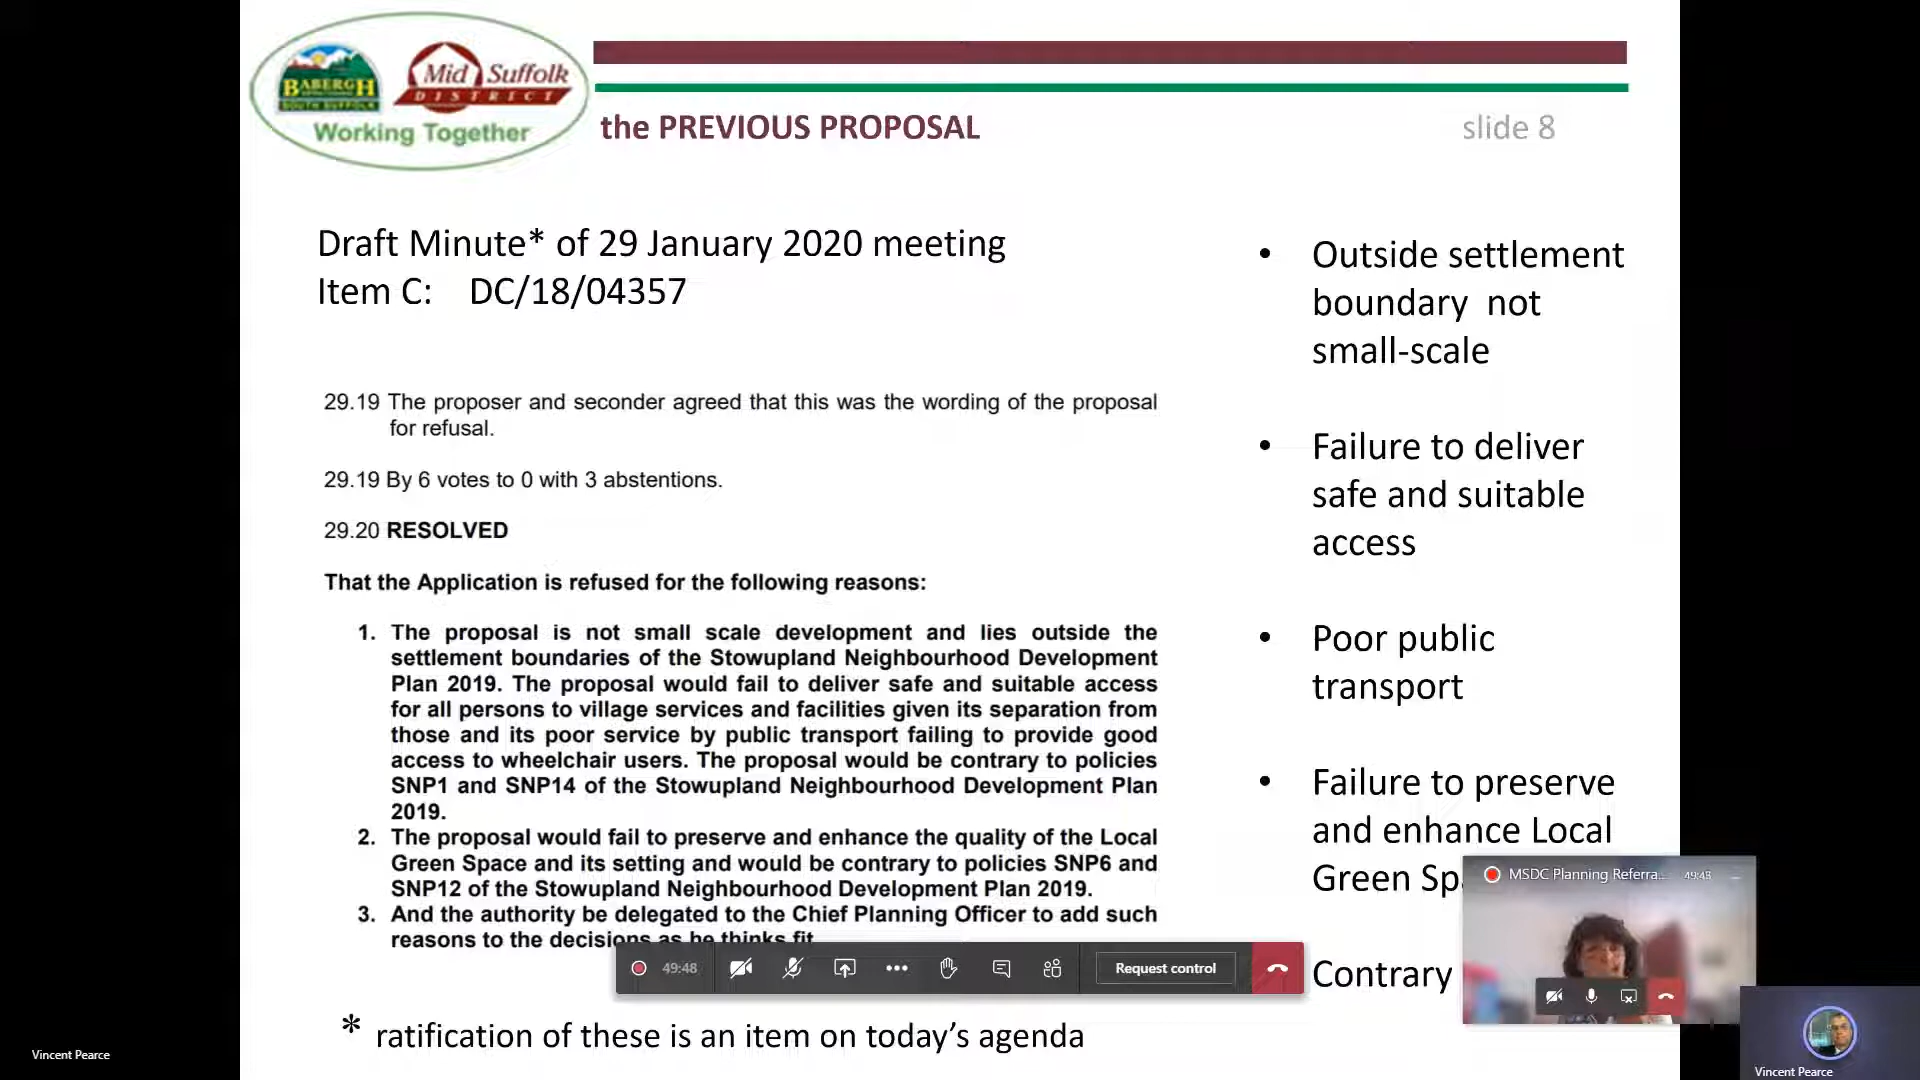 BABERGH
SOUTH SUFFOLK
Mid Suffolk
DISTRICT
Working Together
the PREVIOUS PROPOSAL
slide 8
Draft Minute* of 29 January 2020 meeting
Item C: DC/18/04357
29.19 The proposer and seconder agreed that this was the wording of the proposal
for refusal.
29.19 By 6 votes to 0 with 3 abstentions.
29.20 RESOLVED
That the Application is refused for the following reasons:
1. The proposal is not small scale development and lies outside the
settlement boundaries of the Stowupland Neighbourhood Development
Plan 2019. The proposal would fail to deliver safe and suitable access
for all persons to village services and facilities given its separation from
those and its poor service by public transport failing to provide good
access to wheelchair users. The proposal would be contrary to policies
SNP1 and SNP14 of the Stowupland Neighbourhood Development Plan
2019.
2. The proposal would fail to preserve and enhance the quality of the Local
Green Space and its setting and would be contrary to policies SNP6 and
SNP12 of the Stowupland Neighbourhood Development Plan 2019.
3. And the authority be delegated to the Chief Planning Officer to add such
reasons to the decisions as he thinks fit
* ratification of these is an item on today's agenda
• Outside settlement
boundary not
small-scale
• Failure to deliver
safe and suitable
access
• Poor public
transport
• Failure to preserve
and enhance Local
Green Sp
Contrary
49:48
Request control
MSDC Planning Referra... 49:48
Vincent Pearce
Vincent Pearce